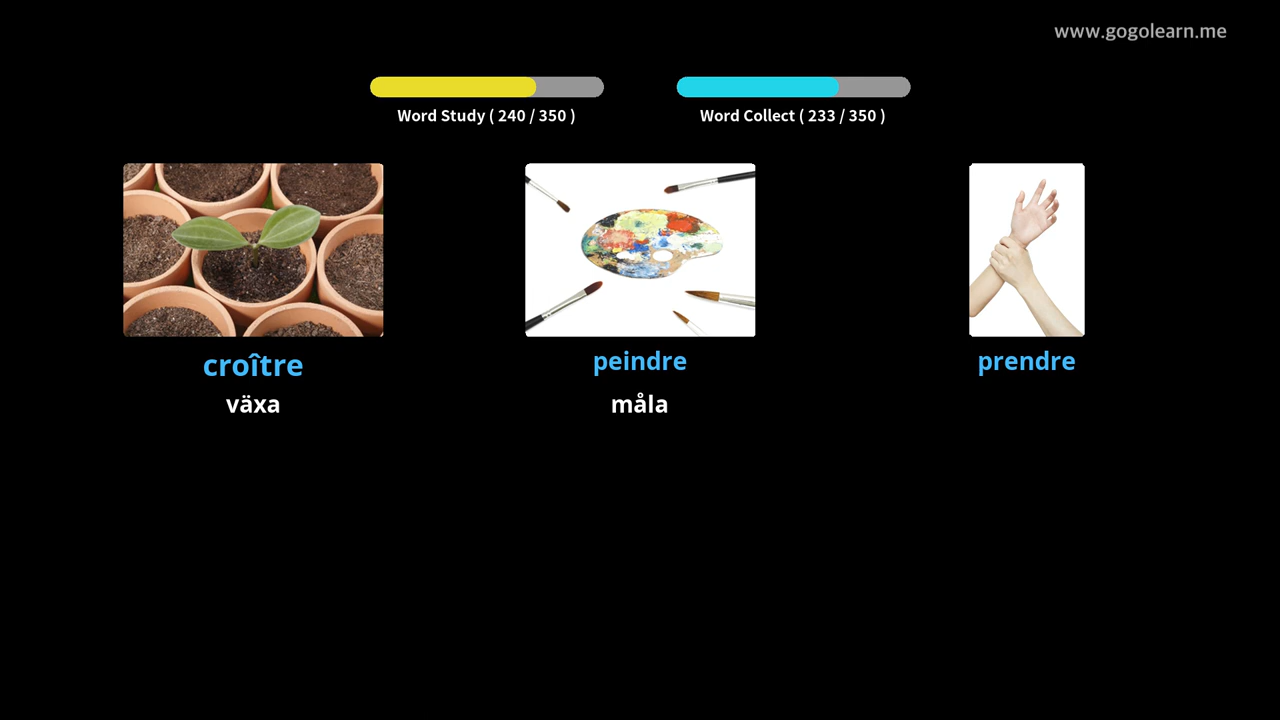 www.gogolearn.me
Word Study ( 240 / 350 )
Word Collect ( 233 / 350 )
croître
peindre
prendre
växa
måla